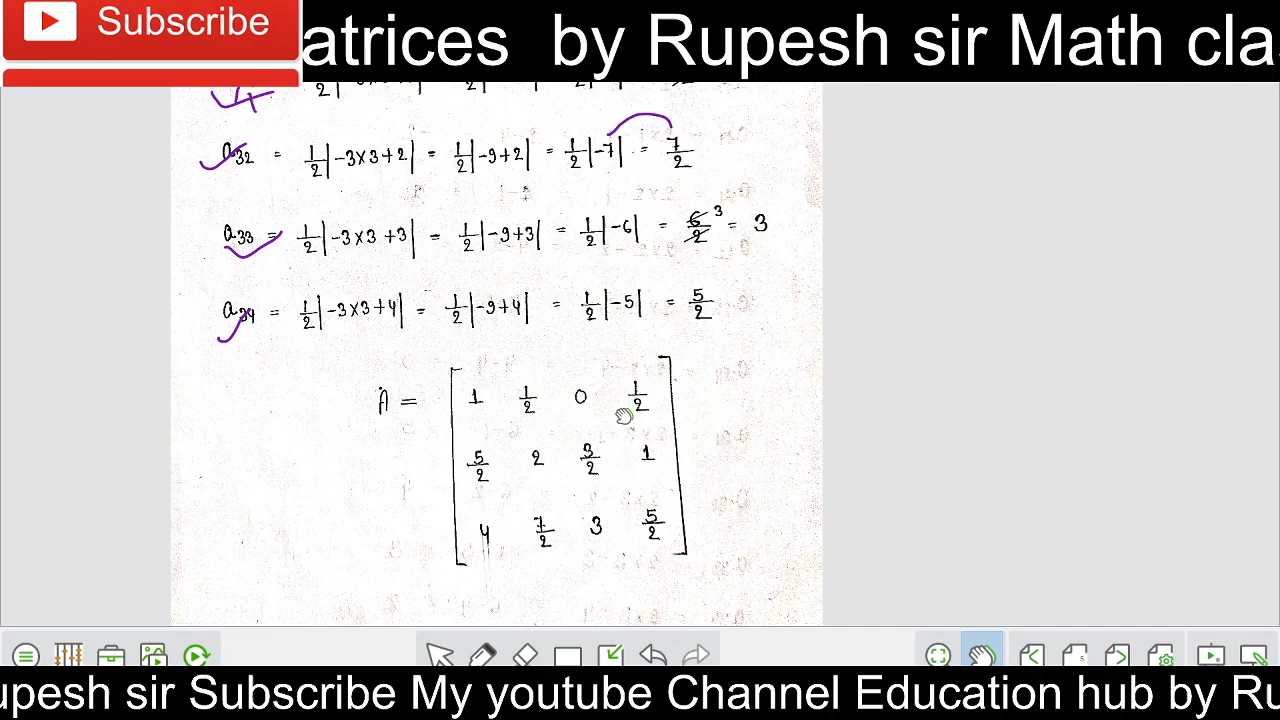 Subscribe
atrices by Rupesh sir Math cla
a32 = 1/2|-3×3+2| = 1/2|-9+2| = 1/2|-7| = 7/2
a33 = 1/2|-3×3+3| = 1/2|-9+3| = 1/2|-6| = 6/2 3 = 3
a34 = 1/2|-3×3+4| = 1/2|-9+4| = 1/2|-5| = 5/2
A = [ 1 1/2 0 1/2
5/2 2 3/2 1
4 7/2 3 5/2 ]
upesh sir Subscribe My youtube Channel Education hub by Ru